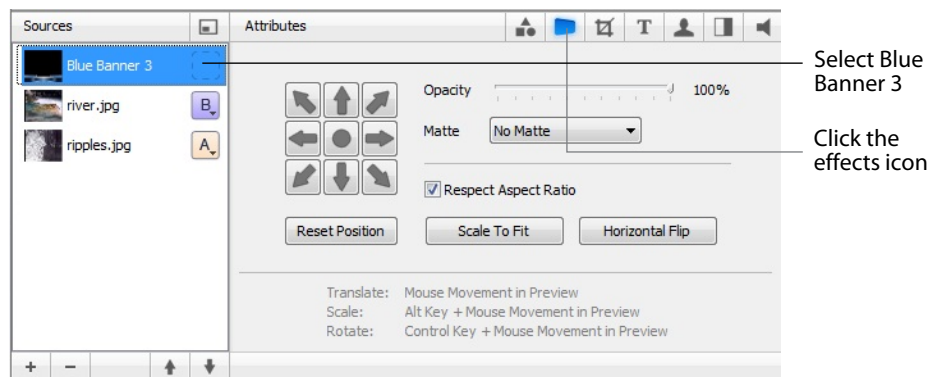 Sources
Attributes
T
Blue Banner 3
river.jpg
B
ripples.jpg
A
Opacity
100%
Matte
No Matte
Respect Aspect Ratio
Reset Position
Scale To Fit
Horizontal Flip
Translate: Mouse Movement in Preview
Scale: Alt Key + Mouse Movement in Preview
Rotate: Control Key + Mouse Movement in Preview
+ −
Select Blue
Banner 3
Click the
effects icon